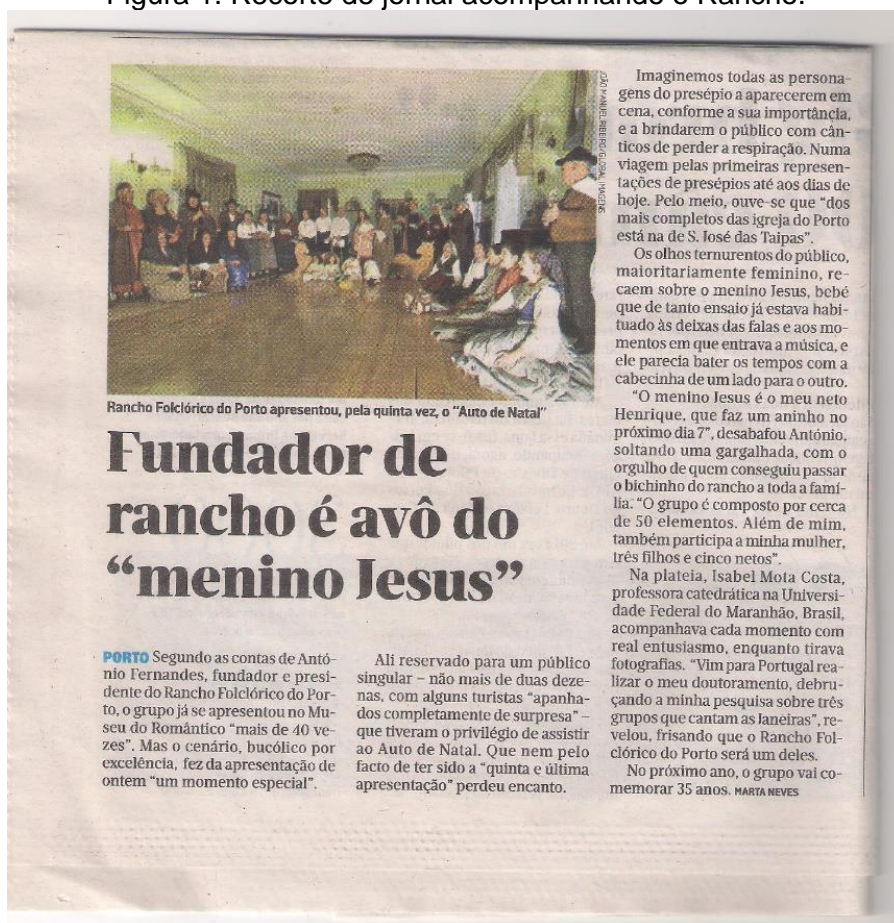 Figura 1: Recorte do jornal acompanhando o Rancho.
JOÃO MANUEL RIBEIRO/GLOBAL IMAGENS
Rancho Folclórico do Porto apresentou, pela quinta vez, o “Auto de Natal”
Fundador de
rancho é avô do
“menino Jesus”
PORTO Segundo as contas de Antó-
nio Fernandes, fundador e presi-
dente do Rancho Folclórico do Por-
to, o grupo já se apresentou no Mu-
seu do Romântico “mais de 40 ve-
zes”. Mas o cenário, bucólico por
excelência, fez da apresentação de
ontem “um momento especial”.
Ali reservado para um público
singular – não mais de duas deze-
nas, com alguns turistas “apanha-
dos completamente de surpresa” –
que tiveram o privilégio de assistir
ao Auto de Natal. Que nem pelo
facto de ter sido a “quinta e última
apresentação” perdeu encanto.
Imaginemos todas as persona-
gens do presépio a aparecerem em
cena, conforme a sua importância,
e a brindarem o público com cân-
ticos de perder a respiração. Numa
viagem pelas primeiras represen-
tações de presépios até aos dias de
hoje. Pelo meio, ouve-se que “dos
mais completos das igreja do Porto
está na de S. José das Taipas”.
Os olhos ternurentos do público,
maioritariamente feminino, re-
caem sobre o menino Jesus, bebé
que de tanto ensaio já estava habi-
tuado às deixas das falas e aos mo-
mentos em que entrava a música, e
ele parecia bater os tempos com a
cabecinha de um lado para o outro.
“O menino Jesus é o meu neto
Henrique, que faz um aninho no
próximo dia 7”, desabafou António,
soltando uma gargalhada, com o
orgulho de quem conseguiu passar
o bichinho do rancho a toda a famí-
lia: “O grupo é composto por cerca
de 50 elementos. Além de mim,
também participa a minha mulher,
três filhos e cinco netos”.
Na plateia, Isabel Mota Costa,
professora catedrática na Universi-
dade Federal do Maranhão, Brasil,
acompanhava cada momento com
real entusiasmo, enquanto tirava
fotografias. “Vim para Portugal rea-
lizar o meu doutoramento, debru-
çando a minha pesquisa sobre três
grupos que cantam as Janeiras”, re-
velou, frisando que o Rancho Fol-
clórico do Porto será um deles.
No próximo ano, o grupo vai co-
memorar 35 anos. MARTA NEVES